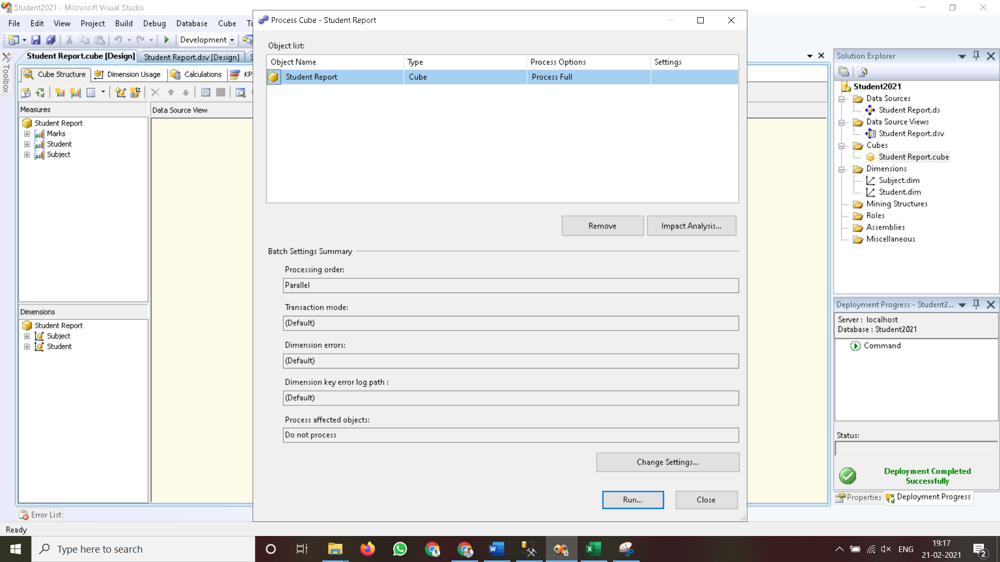 Student2021 - Microsoft Visual Studio
File Edit View Project Build Debug Database Cube To
Development
Student Report.cube [Design] Student Report.dsv [Design] S
Cube Structure Dimension Usage Calculations KP
Toolbox
Measures
Student Report
Marks
Student
Subject
Data Source View
Dimensions
Student Report
Subject
Student
Error List
Ready
Process Cube - Student Report
Object list:
Object Name Type Process Options Settings
Student Report Cube Process Full
Remove Impact Analysis...
Batch Settings Summary
Processing order:
Parallel
Transaction mode:
(Default)
Dimension errors:
(Default)
Dimension key error log path :
(Default)
Process affected objects:
Do not process
Change Settings...
Run... Close
Solution Explorer
Student2021
Data Sources
Student Report.ds
Data Source Views
Student Report.dsv
Cubes
Student Report.cube
Dimensions
Subject.dim
Student.dim
Mining Structures
Roles
Assemblies
Miscellaneous
Deployment Progress - Student2...
Server : localhost
Database : Student2021
Command
Status:
Deployment Completed
Successfully
Properties Deployment Progress
Type here to search
ENG
19:17
21-02-2021
2